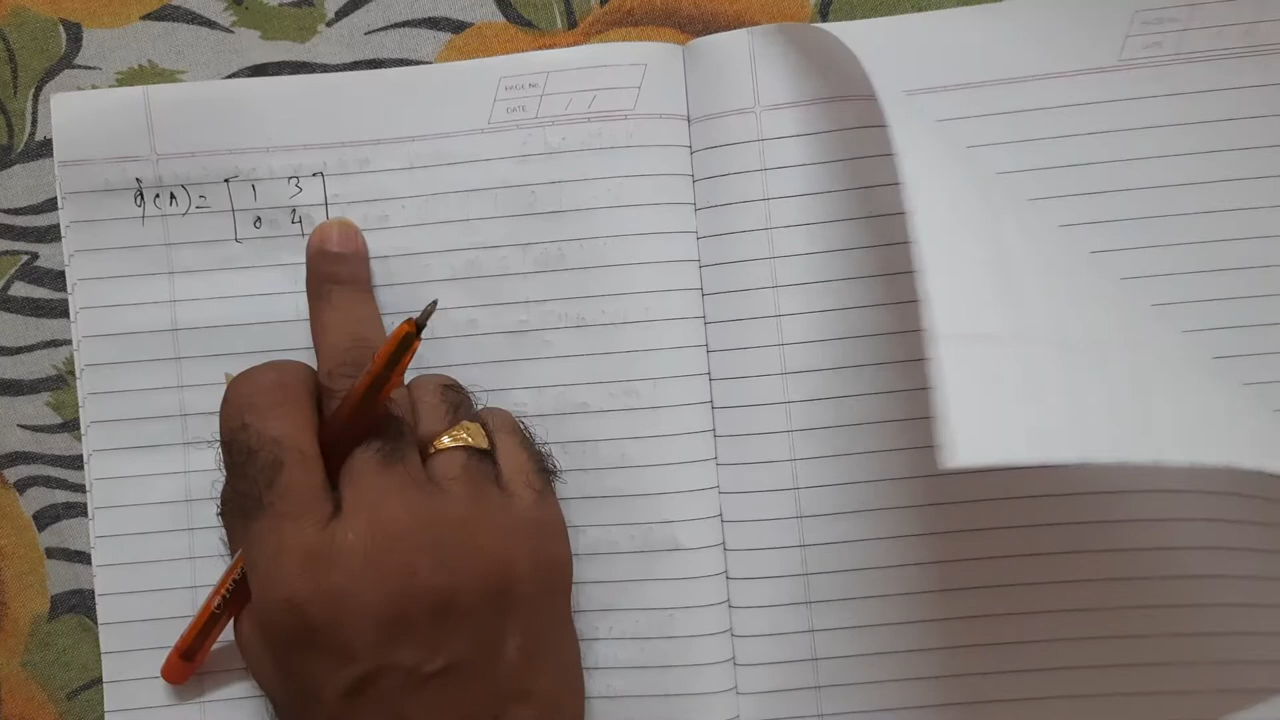 PAGE NO.
DATE / /
ϕ(A) = [ 1 3
0 4 ]